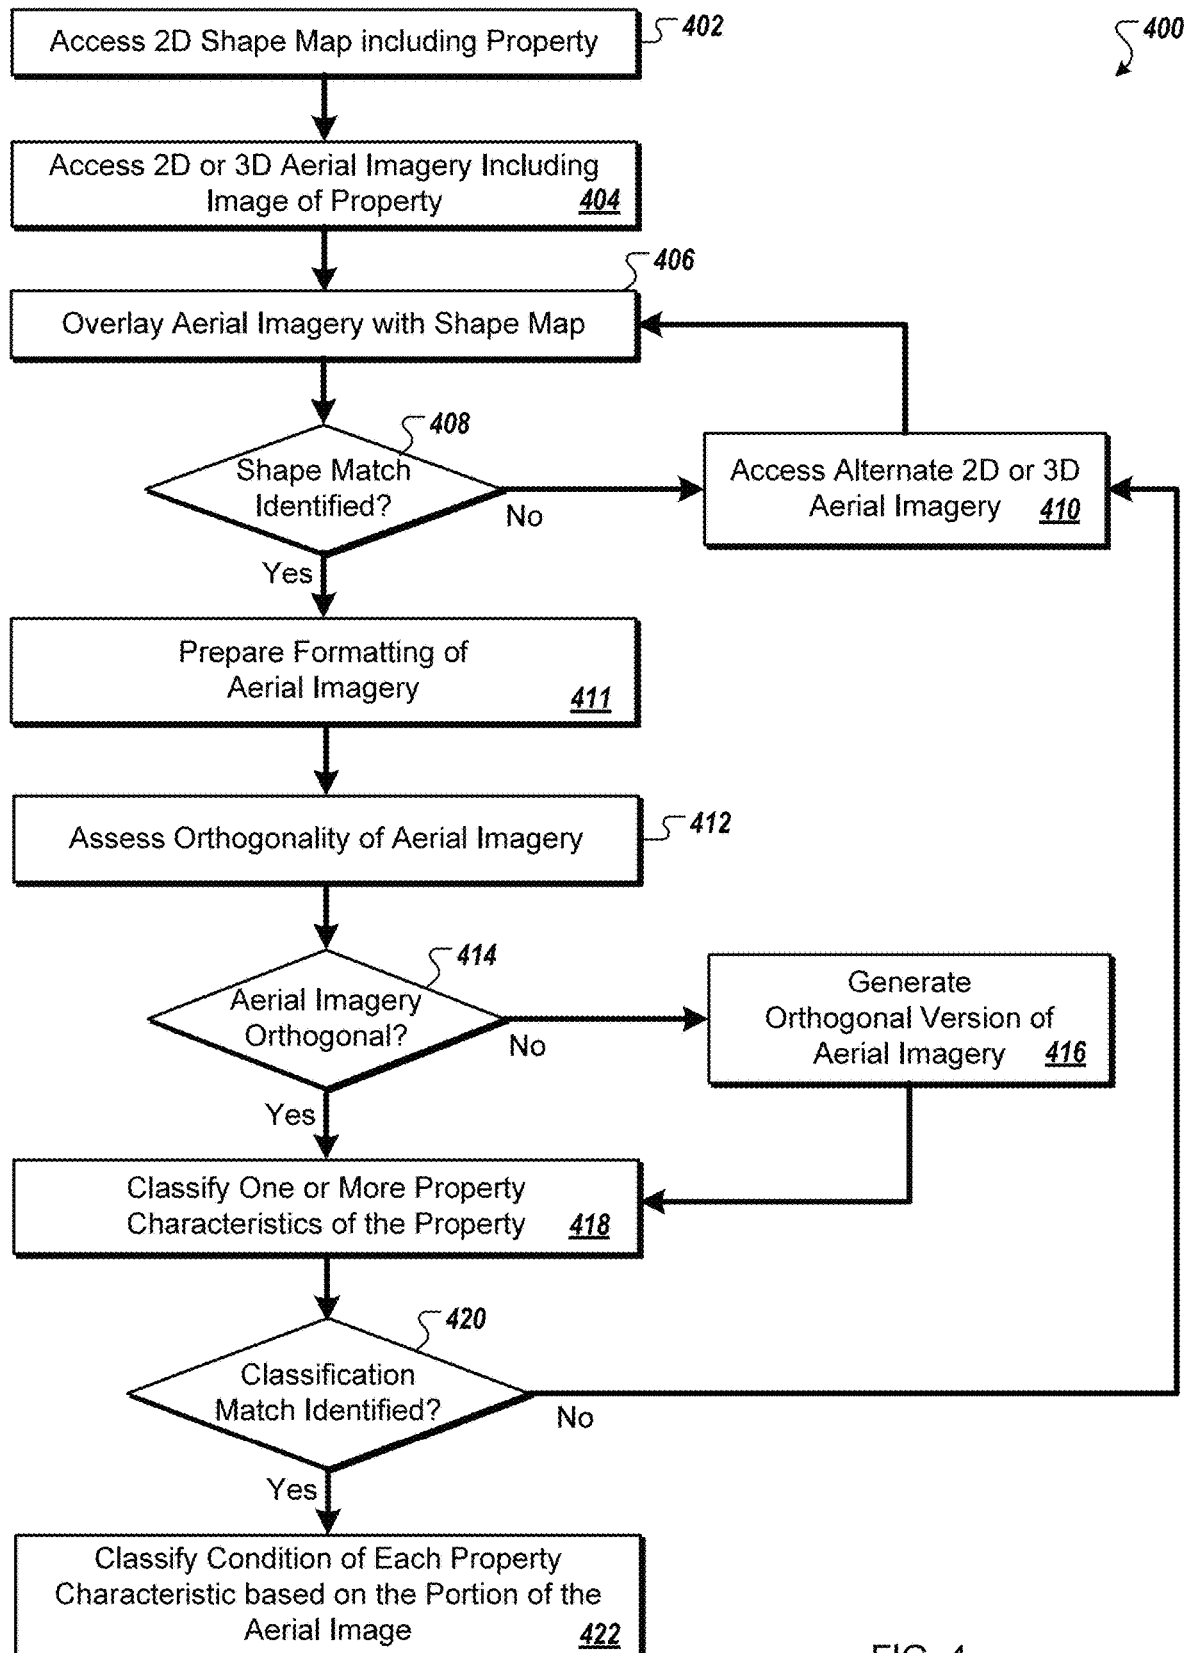 Access 2D Shape Map including Property
402
400
Access 2D or 3D Aerial Imagery Including
Image of Property 404
406
Overlay Aerial Imagery with Shape Map
408
Shape Match
Identified?
No
Yes
Access Alternate 2D or 3D
Aerial Imagery 410
Prepare Formatting of
Aerial Imagery 411
Assess Orthogonality of Aerial Imagery
412
414
Aerial Imagery
Orthogonal?
No
Yes
Generate
Orthogonal Version of
Aerial Imagery 416
Classify One or More Property
Characteristics of the Property 418
420
Classification
Match Identified?
No
Yes
Classify Condition of Each Property
Characteristic based on the Portion of the
Aerial Image 422
FIG. 4